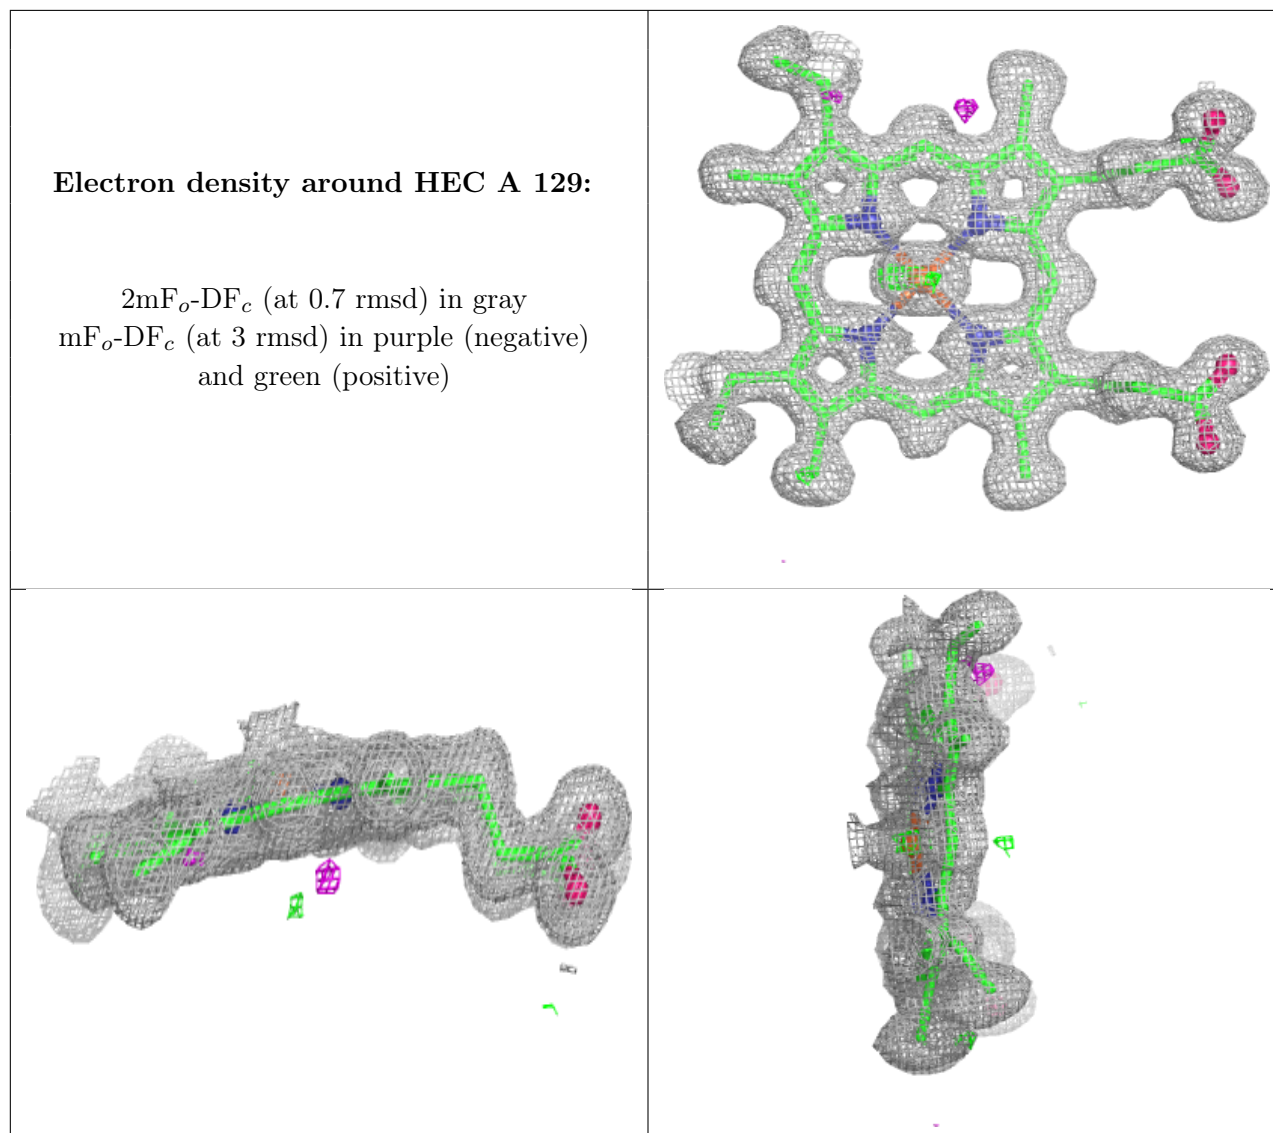 Electron density around HEC A 129:
2mFo-DFc (at 0.7 rmsd) in gray
mFo-DFc (at 3 rmsd) in purple (negative)
and green (positive)